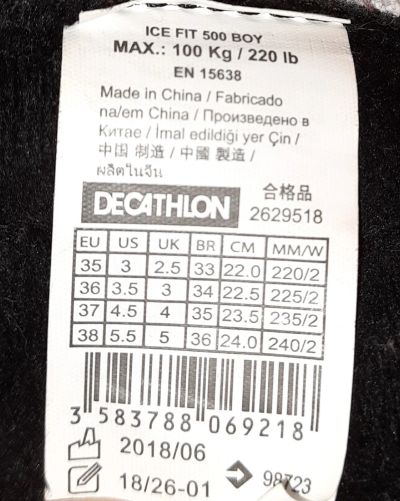 ICE FIT 500 BOY
MAX.: 100 Kg / 220 lb
EN 15638
Made in China / Fabricado
na/em China / Произведено в
Китае / İmal edildiği yer Çin /
中国 制造 / 中國 製造 /
ผลิตในจีน
合格品
DECATHLON 2629518
EU US UK BR CM MM/W
35 3 2.5 33 22.0 220/2
36 3.5 3 34 22.5 225/2
37 4.5 4 35 23.5 235/2
38 5.5 5 36 24.0 240/2
3 583788 069218
2018/06
18/26-01 98723